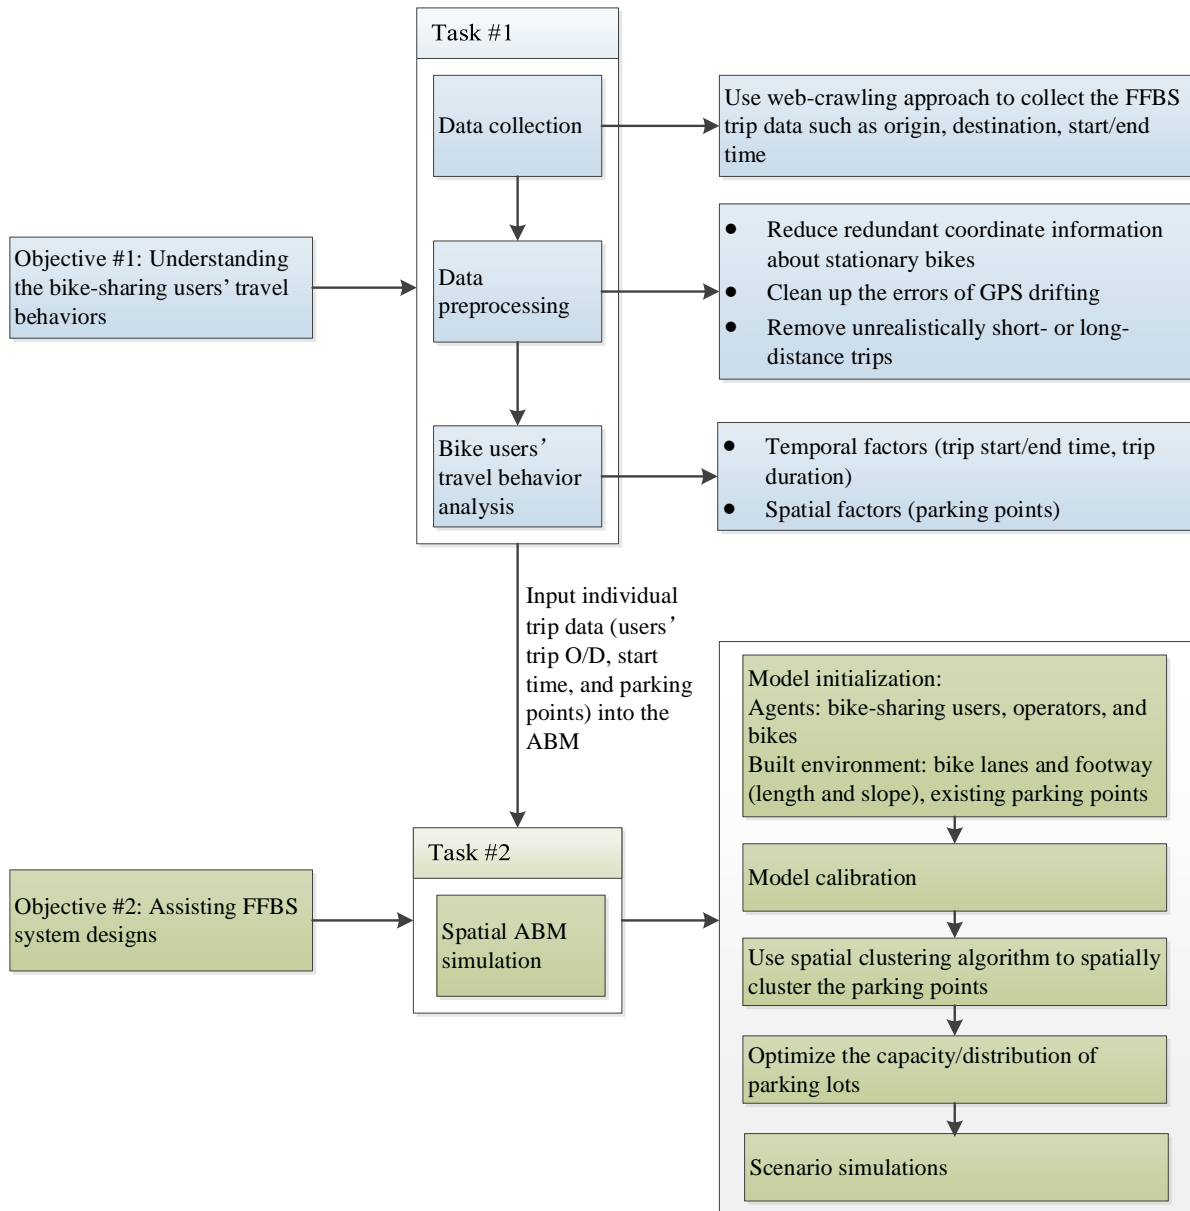 Task #1
Data collection
Use web-crawling approach to collect the FFBS
trip data such as origin, destination, start/end
time
Objective #1: Understanding
the bike-sharing users’ travel
behaviors
Data
preprocessing
● Reduce redundant coordinate information
about stationary bikes
● Clean up the errors of GPS drifting
● Remove unrealistically short- or long-
distance trips
Bike users’
travel behavior
analysis
● Temporal factors (trip start/end time, trip
duration)
● Spatial factors (parking points)
Input individual
trip data (users’
trip O/D, start
time, and parking
points) into the
ABM
Objective #2: Assisting FFBS
system designs
Task #2
Spatial ABM
simulation
Model initialization:
Agents: bike-sharing users, operators, and
bikes
Built environment: bike lanes and footway
(length and slope), existing parking points
Model calibration
Use spatial clustering algorithm to spatially
cluster the parking points
Optimize the capacity/distribution of
parking lots
Scenario simulations